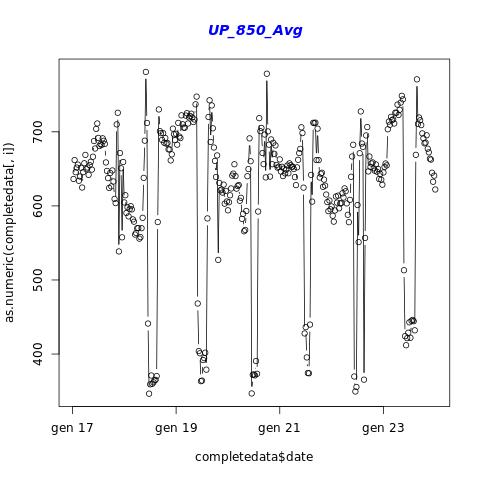 UP_850_Avg
as.numeric(completedata[, i])
700
600
500
400
gen 17
gen 19
gen 21
gen 23
completedata$date